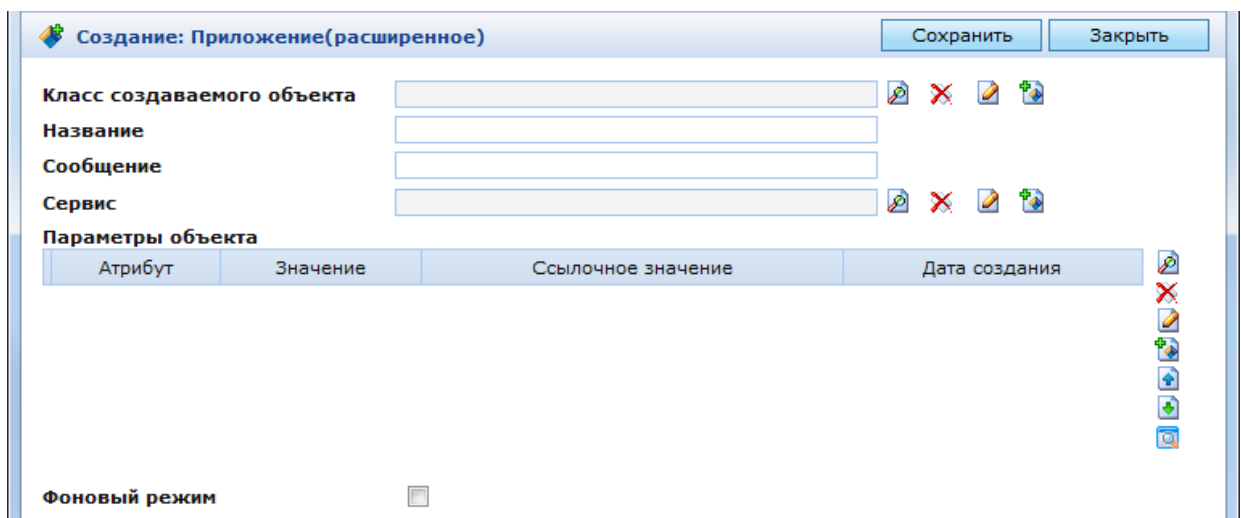 Создание: Приложение(расширенное) Сохранить Закрыть
Класс создаваемого объекта
Название
Сообщение
Сервис
Параметры объекта
Атрибут Значение Ссылочное значение Дата создания
Фоновый режим